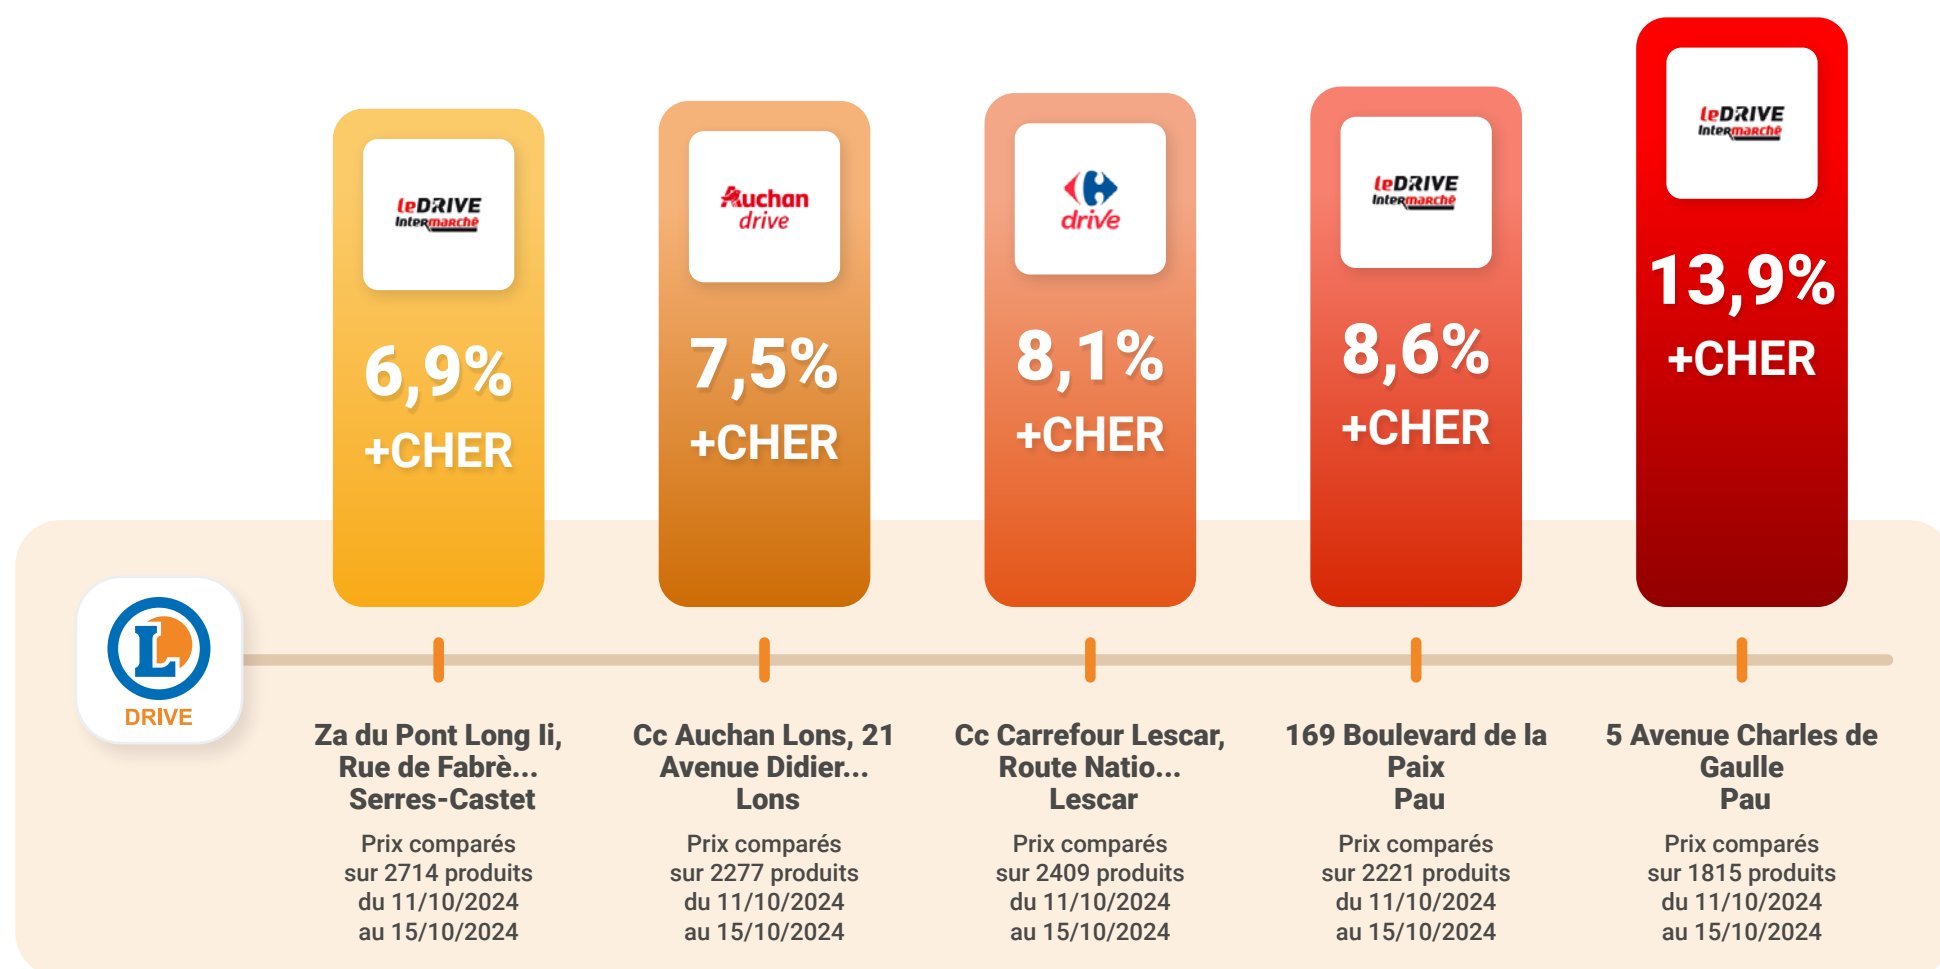 leDRIVE
Intermarché
6,9%
+CHER
Auchan
drive
7,5%
+CHER
drive
8,1%
+CHER
leDRIVE
Intermarché
8,6%
+CHER
leDRIVE
Intermarché
13,9%
+CHER
L
DRIVE
Za du Pont Long Ii,
Rue de Fabrè...
Serres-Castet
Prix comparés
sur 2714 produits
du 11/10/2024
au 15/10/2024
Cc Auchan Lons, 21
Avenue Didier...
Lons
Prix comparés
sur 2277 produits
du 11/10/2024
au 15/10/2024
Cc Carrefour Lescar,
Route Natio...
Lescar
Prix comparés
sur 2409 produits
du 11/10/2024
au 15/10/2024
169 Boulevard de la
Paix
Pau
Prix comparés
sur 2221 produits
du 11/10/2024
au 15/10/2024
5 Avenue Charles de
Gaulle
Pau
Prix comparés
sur 1815 produits
du 11/10/2024
au 15/10/2024